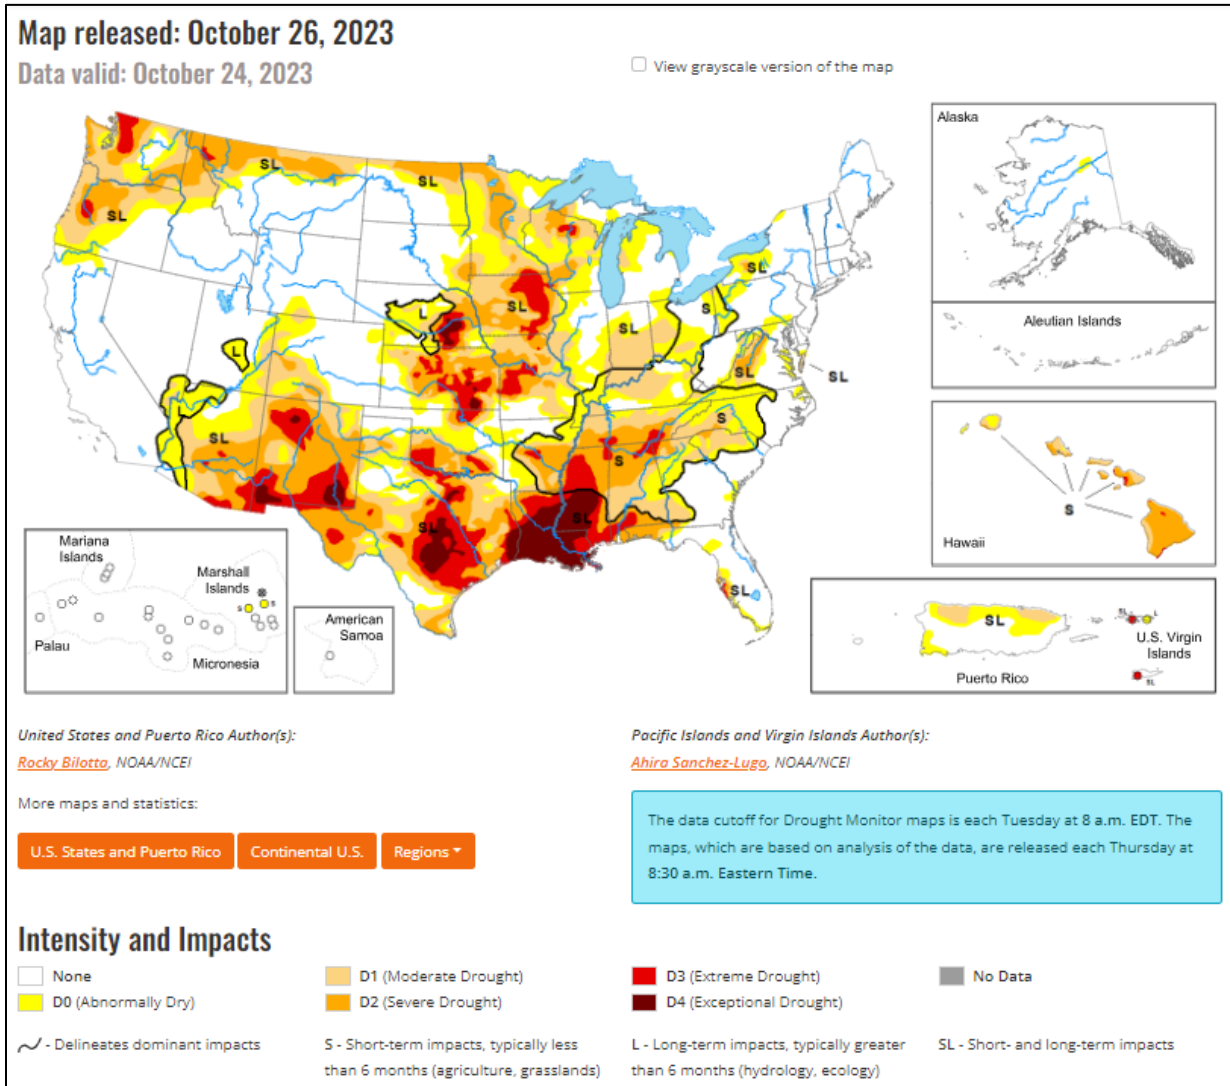 Map released: October 26, 2023
Data valid: October 24, 2023
View grayscale version of the map
Alaska
Aleutian Islands
Hawaii
S
Mariana
Islands
Marshall
Islands
S
S
Palau
Micronesia
American
Samoa
SL
SL
SL
SL
L
L
L
SL
SL
SL
S
SL
SL
SL
S
S
SL
SL
SL
SL
SL
SL
L
U.S. Virgin
Islands
SL
Puerto Rico
United States and Puerto Rico Author(s):
Rocky Bilotta, NOAA/NCEI
Pacific Islands and Virgin Islands Author(s):
Ahira Sanchez-Lugo, NOAA/NCEI
More maps and statistics:
U.S. States and Puerto Rico
Continental U.S.
Regions
The data cutoff for Drought Monitor maps is each Tuesday at 8 a.m. EDT. The
maps, which are based on analysis of the data, are released each Thursday at
8:30 a.m. Eastern Time.
Intensity and Impacts
None
D0 (Abnormally Dry)
D1 (Moderate Drought)
D2 (Severe Drought)
D3 (Extreme Drought)
D4 (Exceptional Drought)
No Data
- Delineates dominant impacts
S - Short-term impacts, typically less
than 6 months (agriculture, grasslands)
L - Long-term impacts, typically greater
than 6 months (hydrology, ecology)
SL - Short- and long-term impacts